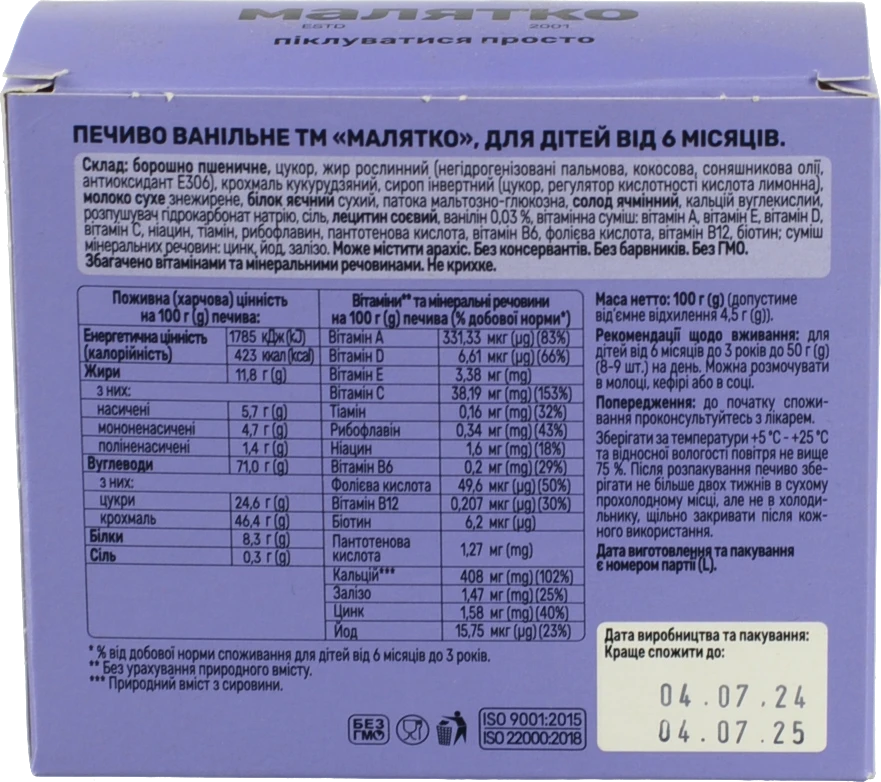 малятко
ESTD 2001
піклуватися просто
ПЕЧИВО ВАНІЛЬНЕ ТМ «МАЛЯТКО», ДЛЯ ДІТЕЙ ВІД 6 МІСЯЦІВ.
Склад: борошно пшеничне, цукор, жир рослинний (негідрогенізовані пальмова, кокосова, соняшникова олії,
антиоксидант Е306), крохмаль кукурудзяний, сироп інвертний (цукор, регулятор кислотності кислота лимонна),
молоко сухе знежирене, білок яєчний сухий, патока мальтозно-глюкозна, солод ячмінний, кальцій вуглекислий,
розпушувач гідрокарбонат натрію, сіль, лецитин соєвий, ванілін 0,03 %, вітамінна суміш: вітамін А, вітамін Е, вітамін D,
вітамін С, ніацин, тіамін, рибофлавин, пантотенова кислота, вітамін В6, фолієва кислота, вітамін В12, біотин; суміш
мінеральних речовин: цинк, йод, залізо. Може містити арахіс. Без консервантів. Без барвників. Без ГМО.
Збагачено вітамінами та мінеральними речовинами. Не крихке.
Поживна (харчова) цінність
на 100 г (g) печива:
Енергетична цінність 1785 кДж(kJ)
(калорійність) 423 ккал(kcal)
Жири 11,8 г (g)
з них:
насичені 5,7 г (g)
мононенасичені 4,7 г (g)
поліненасичені 1,4 г (g)
Вуглеводи 71,0 г (g)
з них:
цукри 24,6 г (g)
крохмаль 46,4 г (g)
Білки 8,3 г (g)
Сіль 0,3 г (g)
Вітаміни** та мінеральні речовини
на 100 г (g) печива (% добової норми*)
Вітамін А 331,33 мкг (µg) (83%)
Вітамін D 6,61 мкг (µg) (66%)
Вітамін Е 3,38 мг (mg)
Вітамін С 38,19 мг (mg) (153%)
Тіамін 0,16 мг (mg) (32%)
Рибофлавин 0,34 мг (mg) (43%)
Ніацин 1,6 мг (mg) (18%)
Вітамін В6 0,2 мг (mg) (29%)
Фолієва кислота 49,6 мкг (µg) (50%)
Вітамін В12 0,207 мкг (µg) (30%)
Біотин 6,2 мкг (µg)
Пантотенова
кислота 1,27 мг (mg)
Кальцій*** 408 мг (mg) (102%)
Залізо 1,47 мг (mg) (25%)
Цинк 1,58 мг (mg) (40%)
Йод 15,75 мкг (µg) (23%)
Маса нетто: 100 г (g) (допустиме
від'ємне відхилення 4,5 г (g)).
Рекомендації щодо вживання: для
дітей від 6 місяців до 3 років до 50 г (g)
(8-9 шт.) на день. Можна розмочувати
в молоці, кефірі або в соці.
Попередження: до початку спожи-
вання проконсультуйтесь з лікарем.
Зберігати за температури +5 °С - +25 °С
та відносної вологості повітря не вище
75 %. Після розпакування печиво збе-
рігати не більше двох тижнів в сухому
прохолодному місці, але не в холоди-
льнику, щільно закривати після кож-
ного використання.
Дата виготовлення та пакування
є номером партії (L).
* % від добової норми споживання для дітей від 6 місяців до 3 років.
** Без урахування природного вмісту.
*** Природний вміст з сировини.
БЕЗ
ГМО
ISO 9001:2015
ISO 22000:2018
Дата виробництва та пакування:
Краще спожити до:
04.07.24
04.07.25